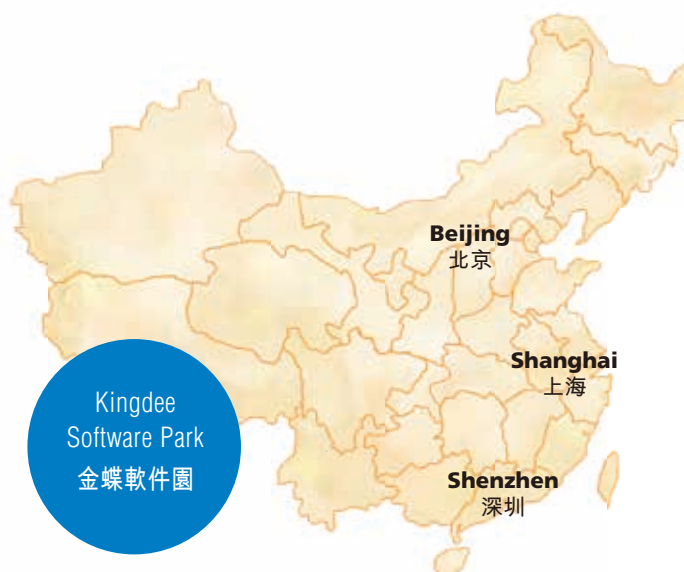 Beijing
北京
Shanghai
上海
Kingdee
Software Park
金蝶軟件園
Shenzhen
深圳